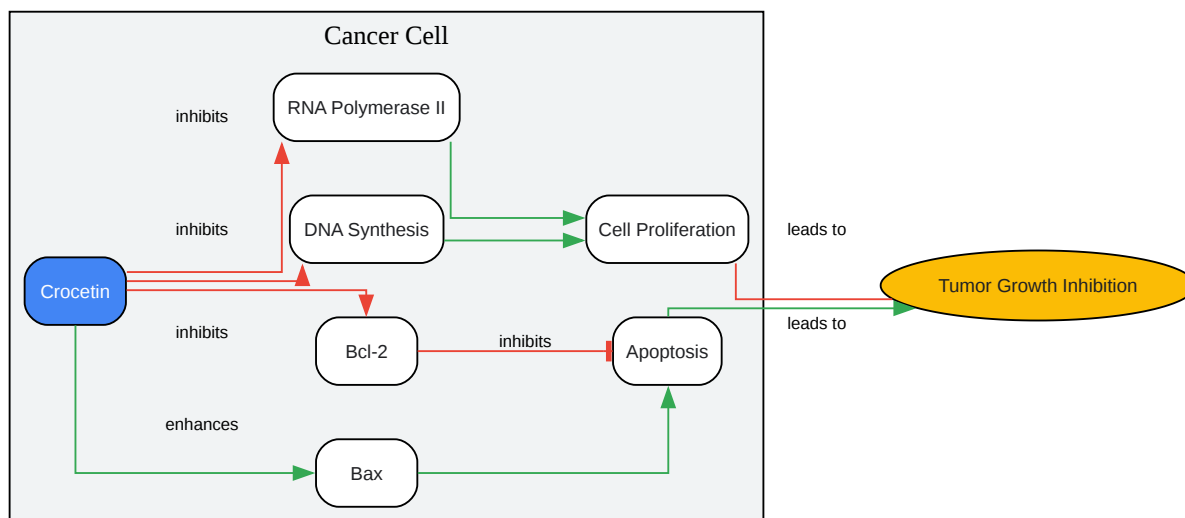 Cancer Cell
RNA Polymerase II
inhibits
inhibits
DNA Synthesis
Cell Proliferation
leads to
Crocetin
Tumor Growth Inhibition
inhibits
Bcl-2
inhibits
Apoptosis
leads to
enhances
Bax